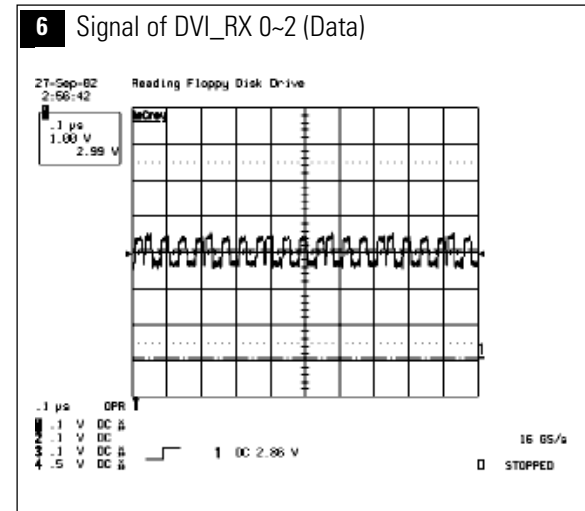 6 Signal of DVI_RX 0~2 (Data)
27-Sep-02 Reading Floppy Disk Drive
2:56:42
LeCroy
.1 µs
1.00 V
2.99 V
1
.1 µs OPR
1 .1 V DC
2 .1 V DC
3 .1 V DC
4 .5 V DC
1 DC 2.86 V
16 GS/s
STOPPED